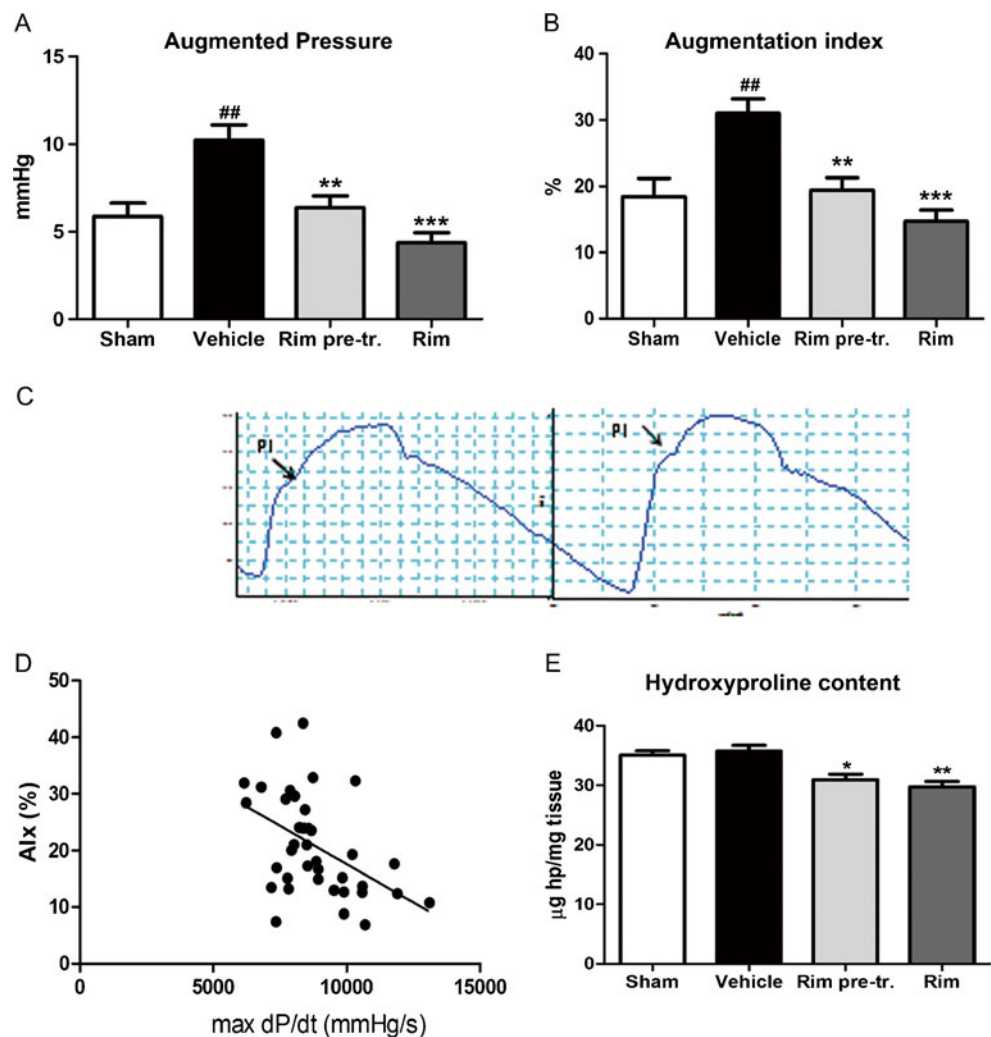 A
Augmented Pressure
mmHg
15
10
5
0
##
**
***
Sham Vehicle Rim pre-tr. Rim
B
Augmentation index
%
40
30
20
10
0
##
**
***
Sham Vehicle Rim pre-tr. Rim
C
P1
P1
D
AIx (%)
50
40
30
20
10
0
0 5000 10000 15000
max dP/dt (mmHg/s)
E
Hydroxyproline content
µg hp/mg tissue
40
30
20
10
0
*
**
Sham Vehicle Rim pre-tr. Rim